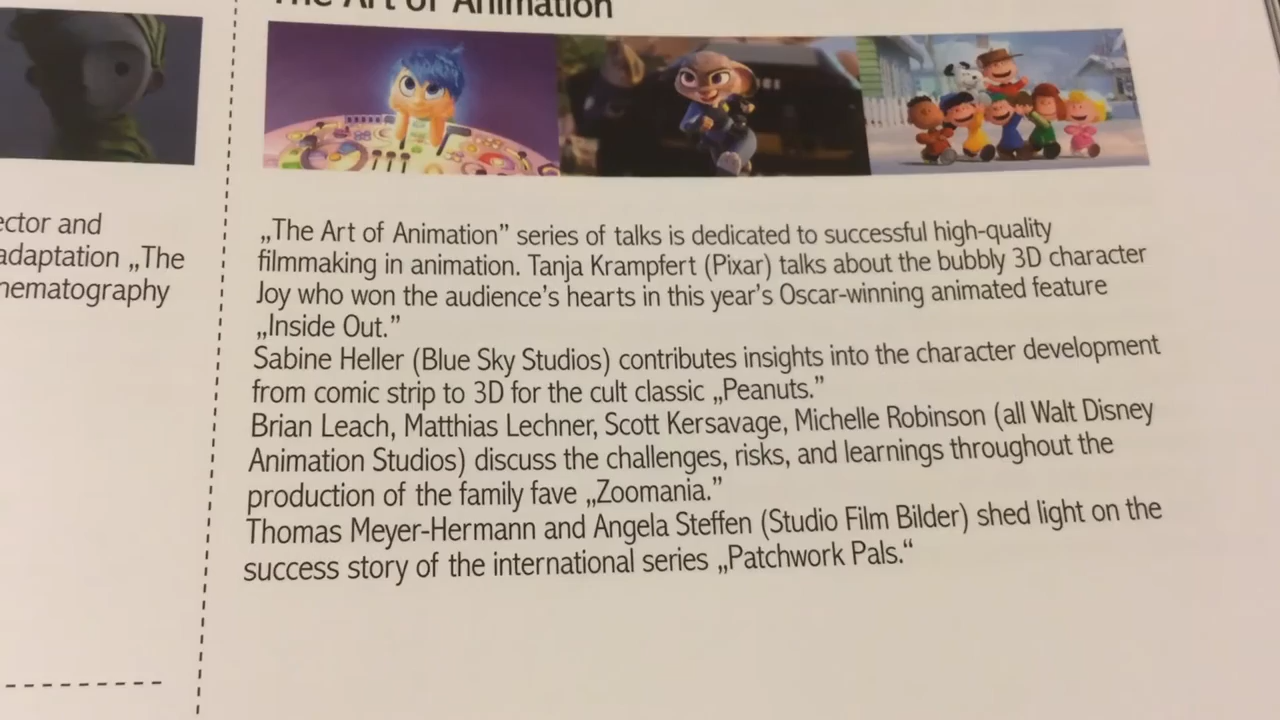 The Art of Animation
ector and
adaptation „The
nematography
„The Art of Animation” series of talks is dedicated to successful high-quality
filmmaking in animation. Tanja Krampfert (Pixar) talks about the bubbly 3D character
Joy who won the audience’s hearts in this year’s Oscar-winning animated feature
„Inside Out.”
Sabine Heller (Blue Sky Studios) contributes insights into the character development
from comic strip to 3D for the cult classic „Peanuts.”
Brian Leach, Matthias Lechner, Scott Kersavage, Michelle Robinson (all Walt Disney
Animation Studios) discuss the challenges, risks, and learnings throughout the
production of the family fave „Zoomania.”
Thomas Meyer-Hermann and Angela Steffen (Studio Film Bilder) shed light on the
success story of the international series „Patchwork Pals.“